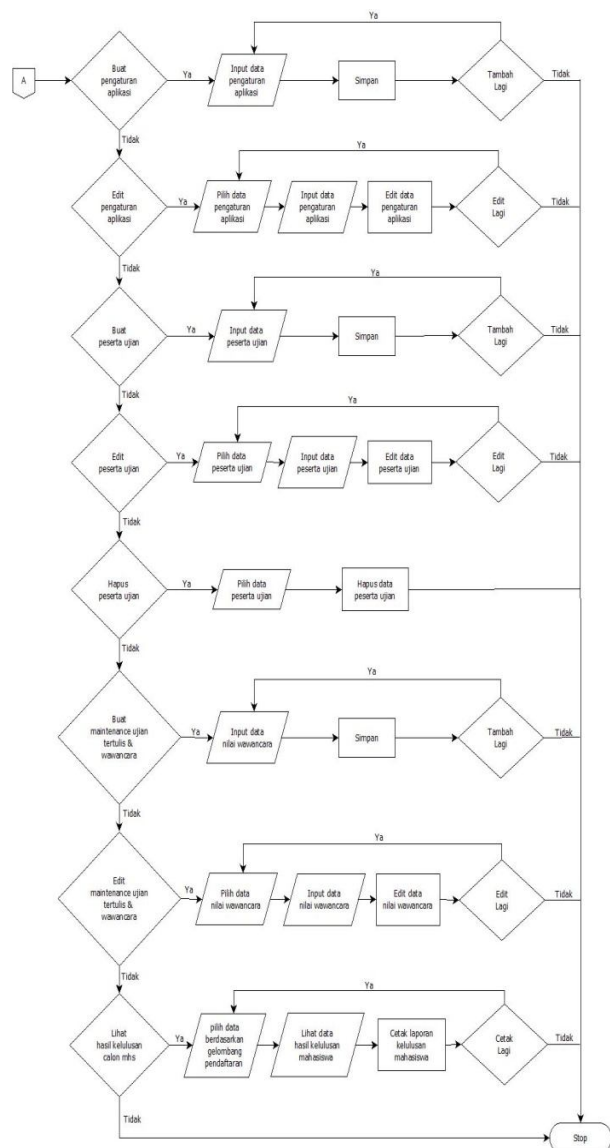 Ya
A
Buat
pengaturan
aplikasi
Ya
Input data
pengaturan
aplikasi
Simpan
Tambah
Lagi
Tidak
Tidak
Ya
Edit
pengaturan
aplikasi
Ya
Pilih data
pengaturan
aplikasi
Input data
pengaturan
aplikasi
Edit data
pengaturan
aplikasi
Edit
Lagi
Tidak
Tidak
Ya
Buat
peserta ujian
Ya
Input data
peserta ujian
Simpan
Tambah
Lagi
Tidak
Tidak
Ya
Edit
peserta ujian
Ya
Pilih data
peserta ujian
Input data
peserta ujian
Edit data
peserta ujian
Edit
Lagi
Tidak
Tidak
Hapus
peserta ujian
Ya
Pilih data
peserta ujian
Hapus data
peserta ujian
Tidak
Ya
Buat
maintenance ujian
tertulis &
wawancara
Ya
Input data
nilai wawancara
Simpan
Tambah
Lagi
Tidak
Tidak
Ya
Edit
maintenance ujian
tertulis &
wawancara
Ya
Pilih data
nilai wawancara
Input data
nilai wawancara
Edit data
nilai wawancara
Edit
Lagi
Tidak
Tidak
Ya
Lihat
hasil kelulusan
calon mhs
Ya
pilih data
berdasarkan
gelombang
pendaftaran
Lihat data
hasil kelulusan
mahasiswa
Cetak laporan
kelulusan
mahasiswa
Cetak
Lagi
Tidak
Tidak
Stop